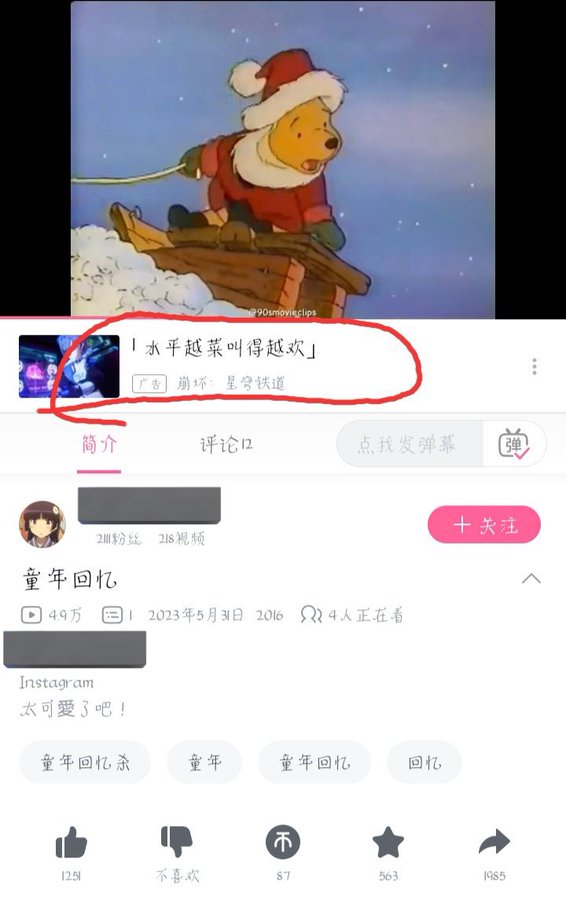 @90smovieclips
「水平越菜叫得越欢」
广告 崩坏：星穹铁道
简介 评论12 点我发弹幕 弹
2111粉丝 218视频 + 关注
童年回忆
4.9万 1 2023年5月31日 2016 4人正在看
Instagram
太可愛了吧！
童年回忆杀 童年 童年回忆 回忆
1251 不喜欢 87 563 1985